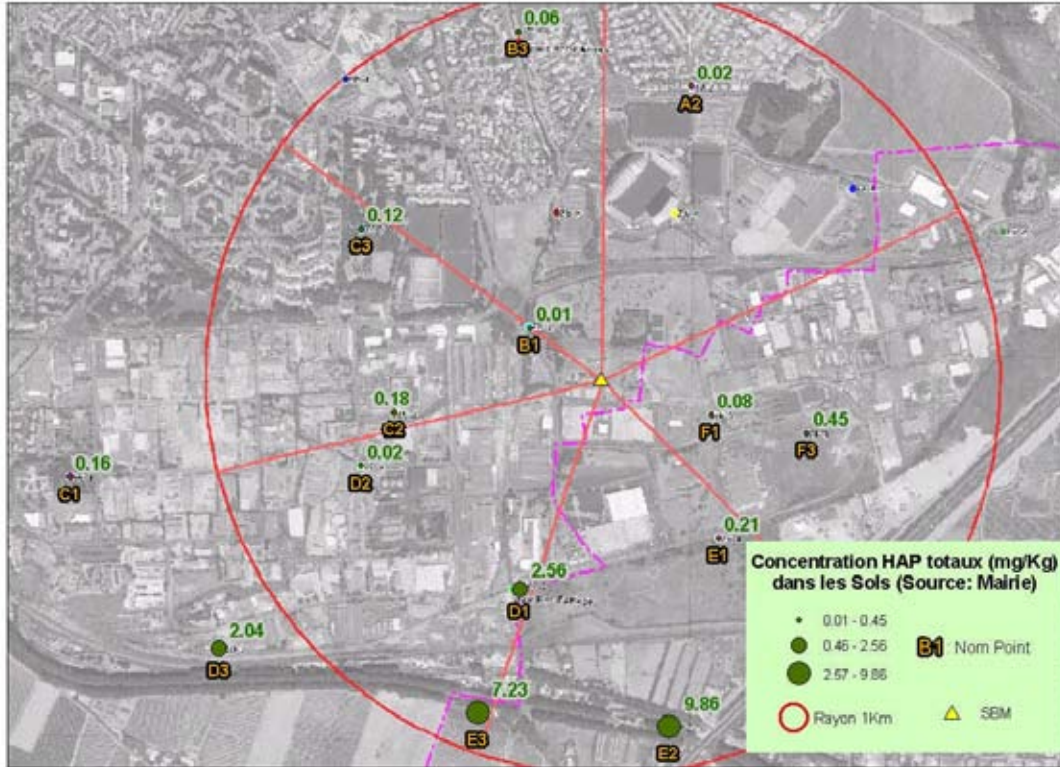 0.06
B3
0.02
A2
0.12
C3
0.01
B1
0.18
C2
0.08
F1
0.45
F3
0.16
C1
0.02
D2
0.21
E1
2.56
D1
2.04
D3
7.23
E3
9.86
E2
Concentration HAP totaux (mg/Kg)
dans les Sols (Source: Mairie)
0.01 - 0.45
0.46 - 2.56
2.57 - 9.86
B1 Nom Point
Rayon 1Km
SBM